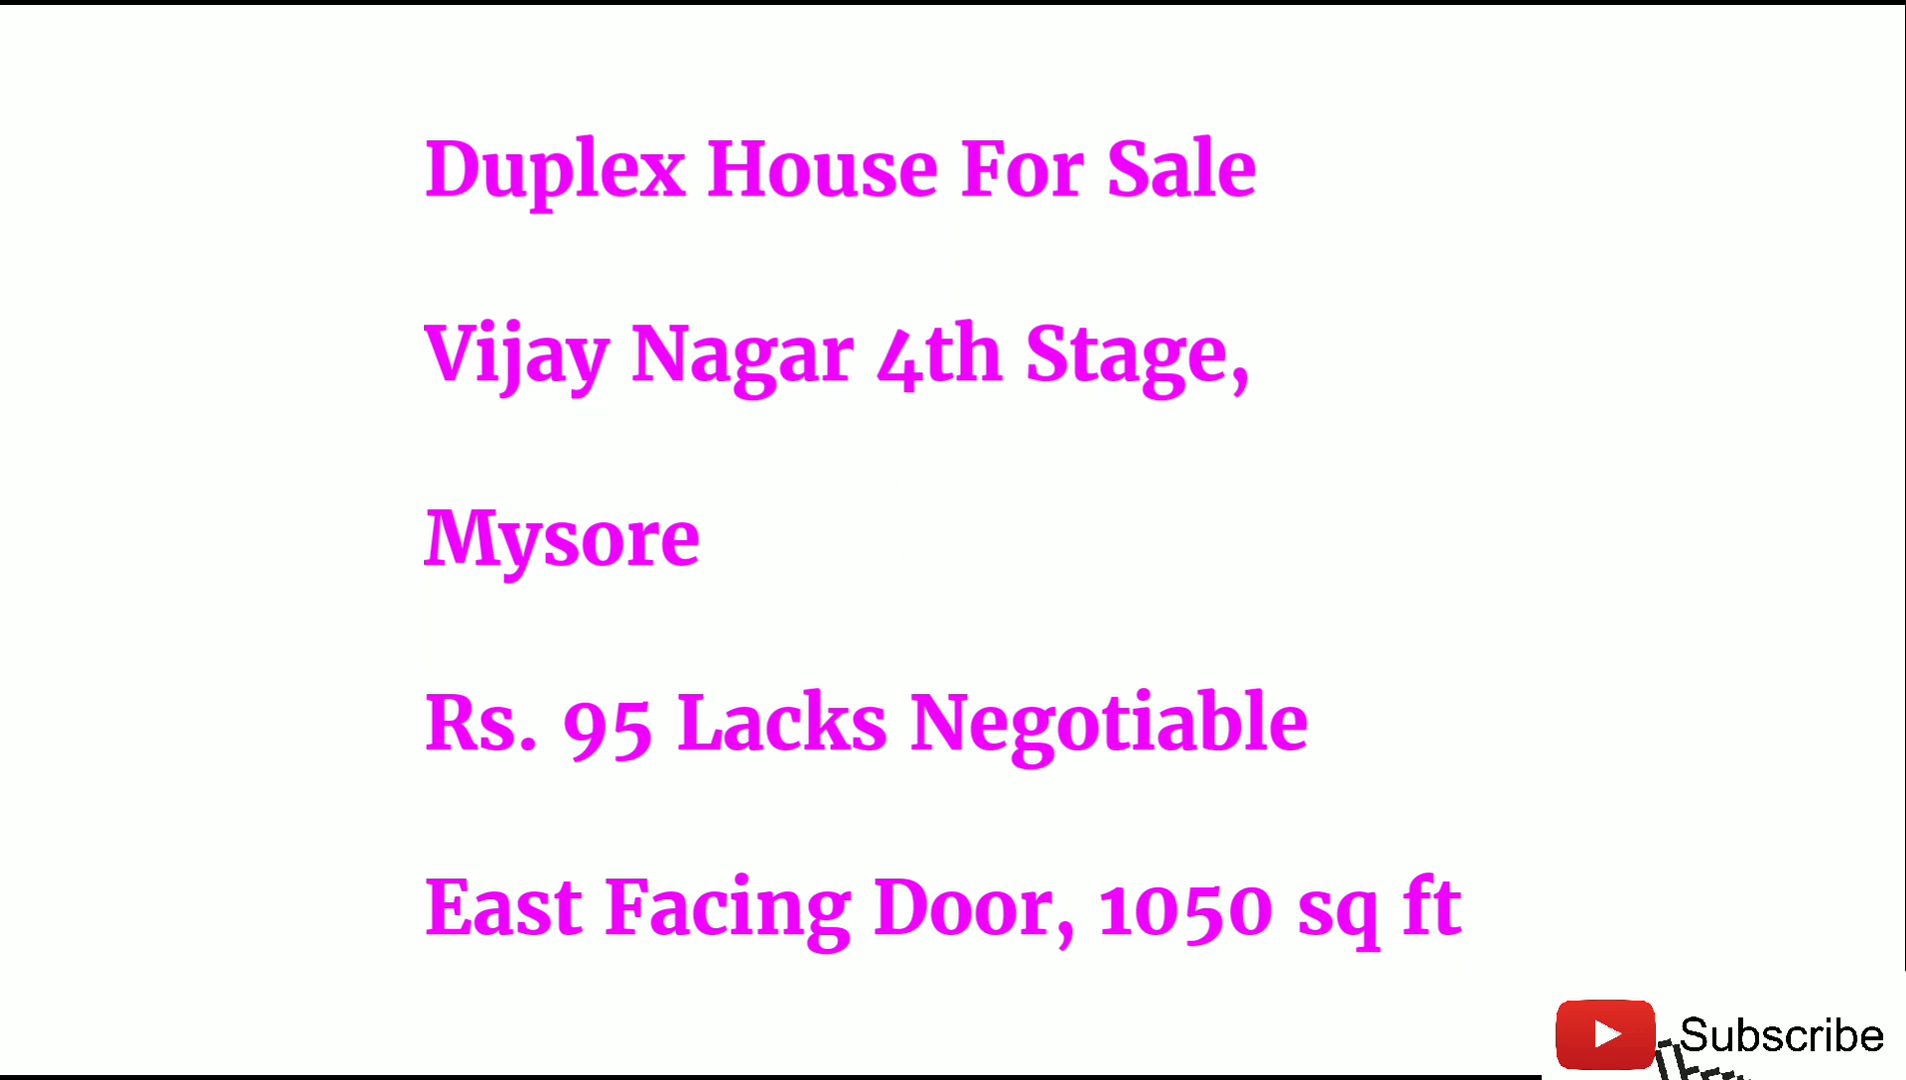 Duplex House For Sale
Vijay Nagar 4th Stage,
Mysore
Rs. 95 Lacks Negotiable
East Facing Door, 1050 sq ft
Subscribe